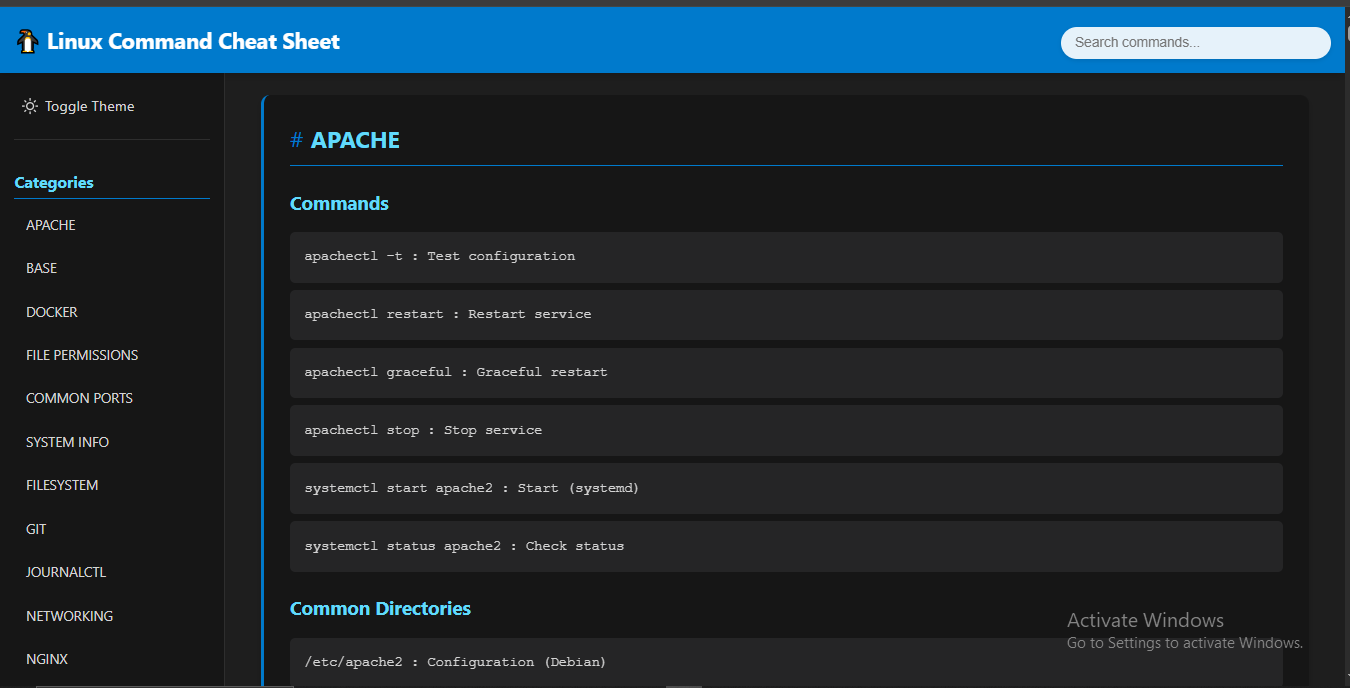 Linux Command Cheat Sheet
Search commands...
Toggle Theme
Categories
APACHE
BASE
DOCKER
FILE PERMISSIONS
COMMON PORTS
SYSTEM INFO
FILESYSTEM
GIT
JOURNALCTL
NETWORKING
NGINX
# APACHE
Commands
apachectl -t : Test configuration
apachectl restart : Restart service
apachectl graceful : Graceful restart
apachectl stop : Stop service
systemctl start apache2 : Start (systemd)
systemctl status apache2 : Check status
Common Directories
/etc/apache2 : Configuration (Debian)
Activate Windows
Go to Settings to activate Windows.